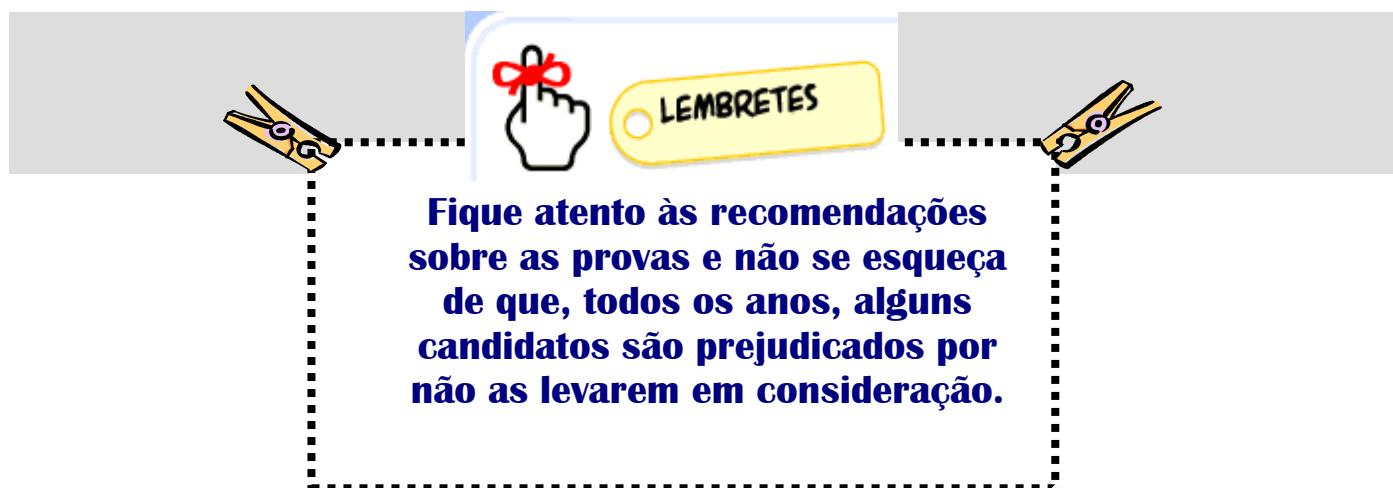 LEMBRETES
Fique atento às recomendações
sobre as provas e não se esqueça
de que, todos os anos, alguns
candidatos são prejudicados por
não as levarem em consideração.